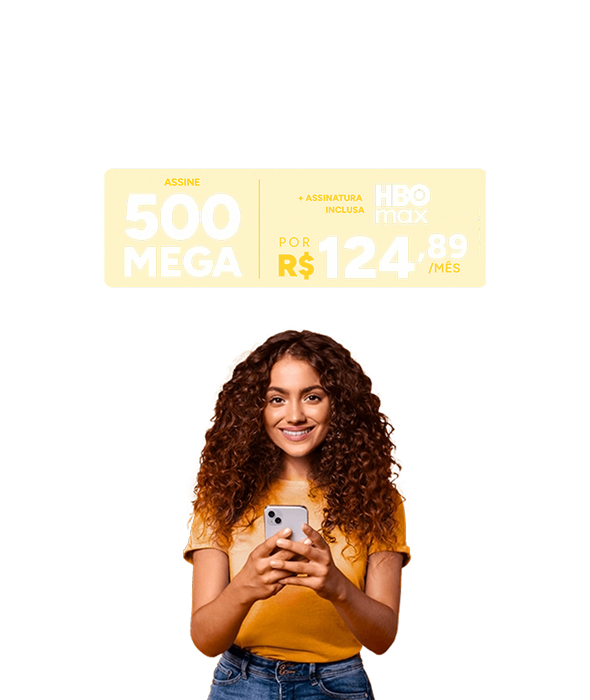 ASSINE
500
MEGA
+ ASSINATURA
INCLUSA
HBO
max
POR
R$ 124,89
/MÊS